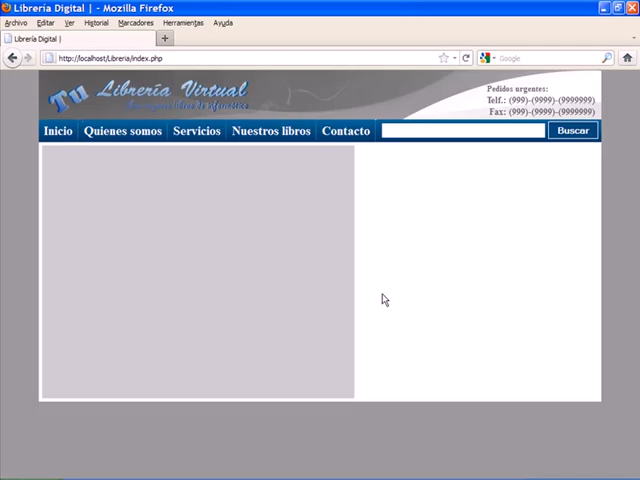 Librería Digital | - Mozilla Firefox
Archivo Editar Ver Historial Marcadores Herramientas Ayuda
Librería Digital |
http://localhost/Libreria/index.php
Google
Tu Librería Virtual
Pedidos urgentes:
Telf.: (999)-(9999)-(9999999)
Fax: (999)-(9999)-(9999999)
Inicio Quienes somos Servicios Nuestros libros Contacto Buscar